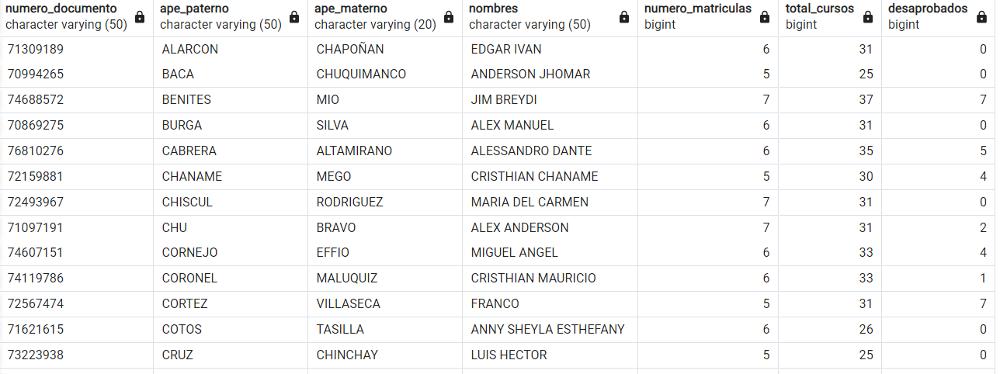 numero_documento ape_paterno ape_materno nombres numero_matriculas total_cursos desaprobados
character varying (50) character varying (50) character varying (20) character varying (50) bigint bigint bigint
71309189 ALARCON CHAPOÑAN EDGAR IVAN 6 31 0
70994265 BACA CHUQUIMANCO ANDERSON JHOMAR 5 25 0
74688572 BENITES MIO JIM BREYDI 7 37 7
70869275 BURGA SILVA ALEX MANUEL 6 31 0
76810276 CABRERA ALTAMIRANO ALESSANDRO DANTE 6 35 5
72159881 CHANAME MEGO CRISTHIAN CHANAME 5 30 4
72493967 CHISCUL RODRIGUEZ MARIA DEL CARMEN 7 31 0
71097191 CHU BRAVO ALEX ANDERSON 7 31 2
74607151 CORNEJO EFFIO MIGUEL ANGEL 6 33 4
74119786 CORONEL MALUQUIZ CRISTHIAN MAURICIO 6 33 1
72567474 CORTEZ VILLASECA FRANCO 5 31 7
71621615 COTOS TASILLA ANNY SHEYLA ESTHEFANY 6 26 0
73223938 CRUZ CHINCHAY LUIS HECTOR 5 25 0